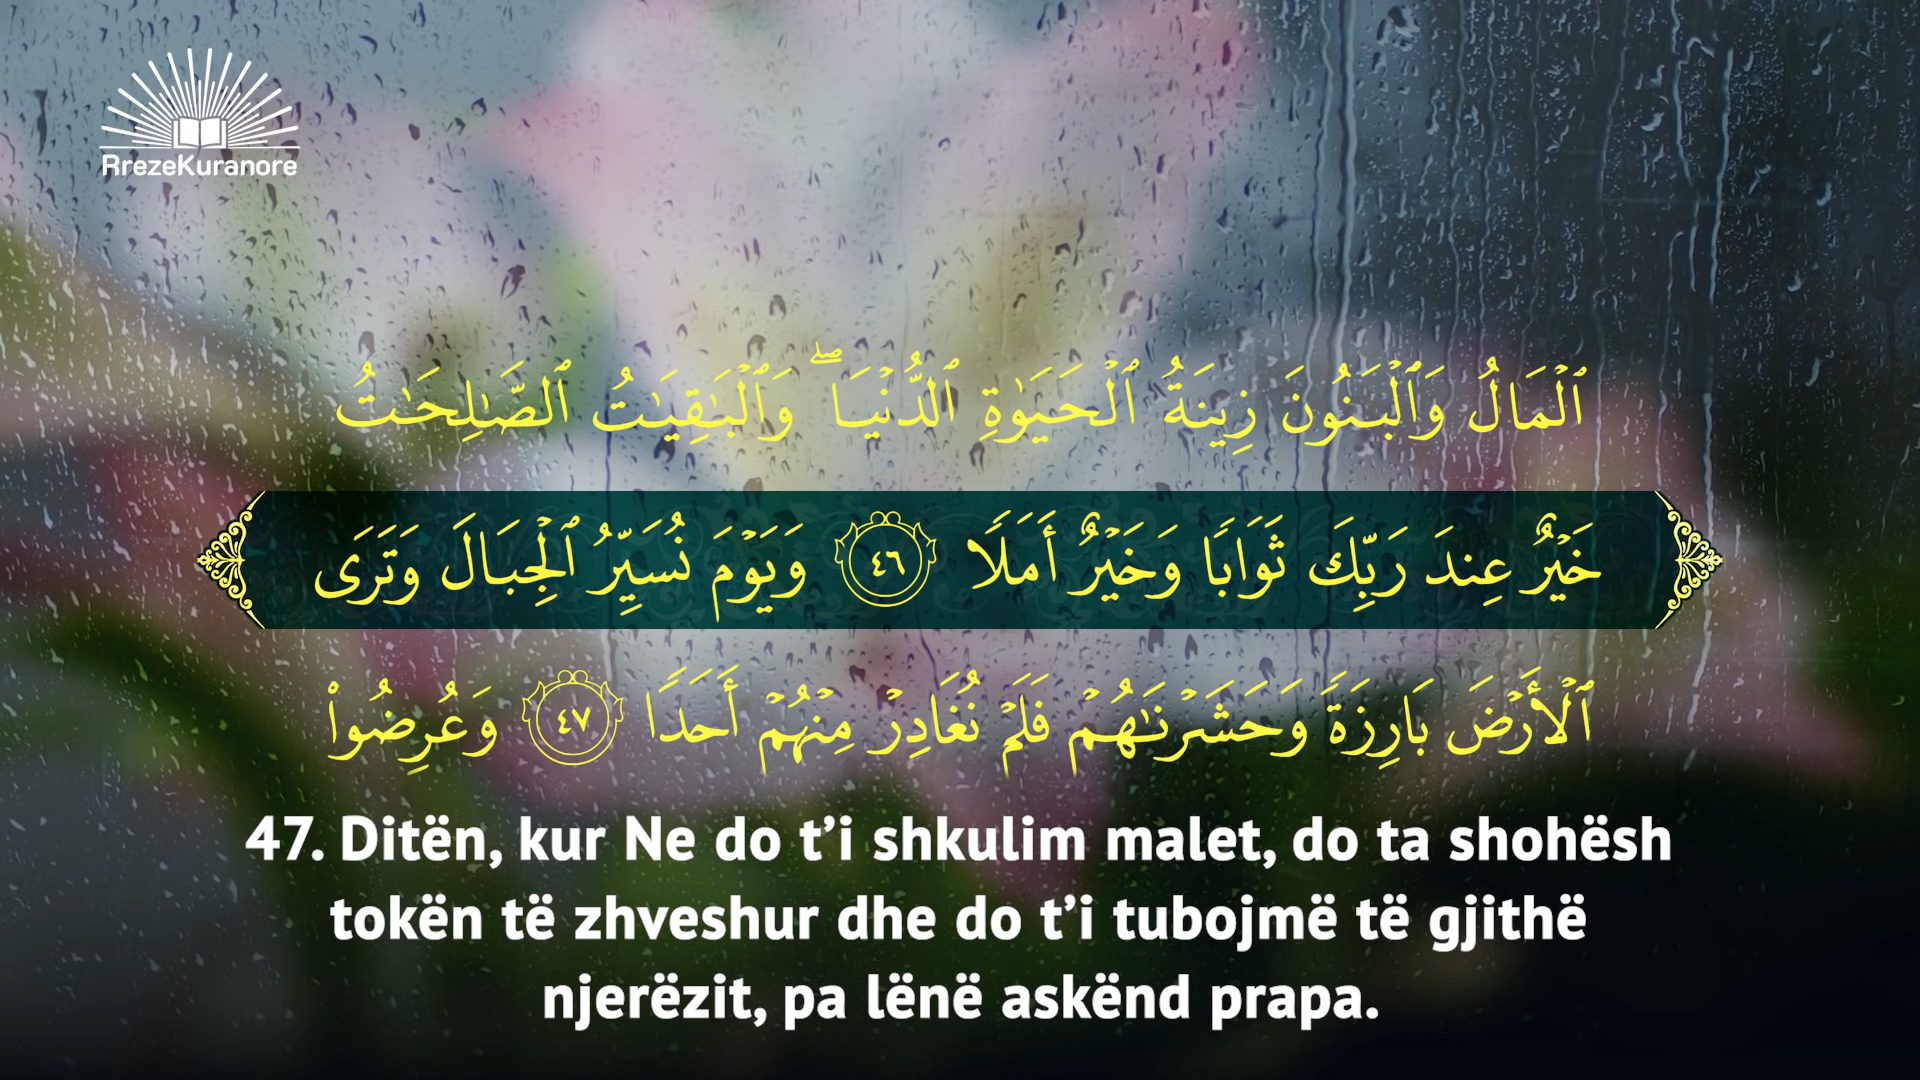 RrezeKuranore
ٱلْمَالُ وَٱلْبَنُونَ زِينَةُ ٱلْحَيَوٰةِ ٱلدُّنْيَا ۖ وَٱلْبَـٰقِيَـٰتُ ٱلصَّـٰلِحَـٰتُ
خَيْرٌ عِندَ رَبِّكَ ثَوَابًا وَخَيْرٌ أَمَلًا ٤٦ وَيَوْمَ نُسَيِّرُ ٱلْجِبَالَ وَتَرَى
ٱلْأَرْضَ بَارِزَةً وَحَشَرْنَـٰهُمْ فَلَمْ نُغَادِرْ مِنْهُمْ أَحَدًا ٤٧ وَعُرِضُوا۟
47. Ditën, kur Ne do t’i shkulim malet, do ta shohësh
tokën të zhveshur dhe do t’i tubojmë të gjithë
njerëzit, pa lënë askënd prapa.